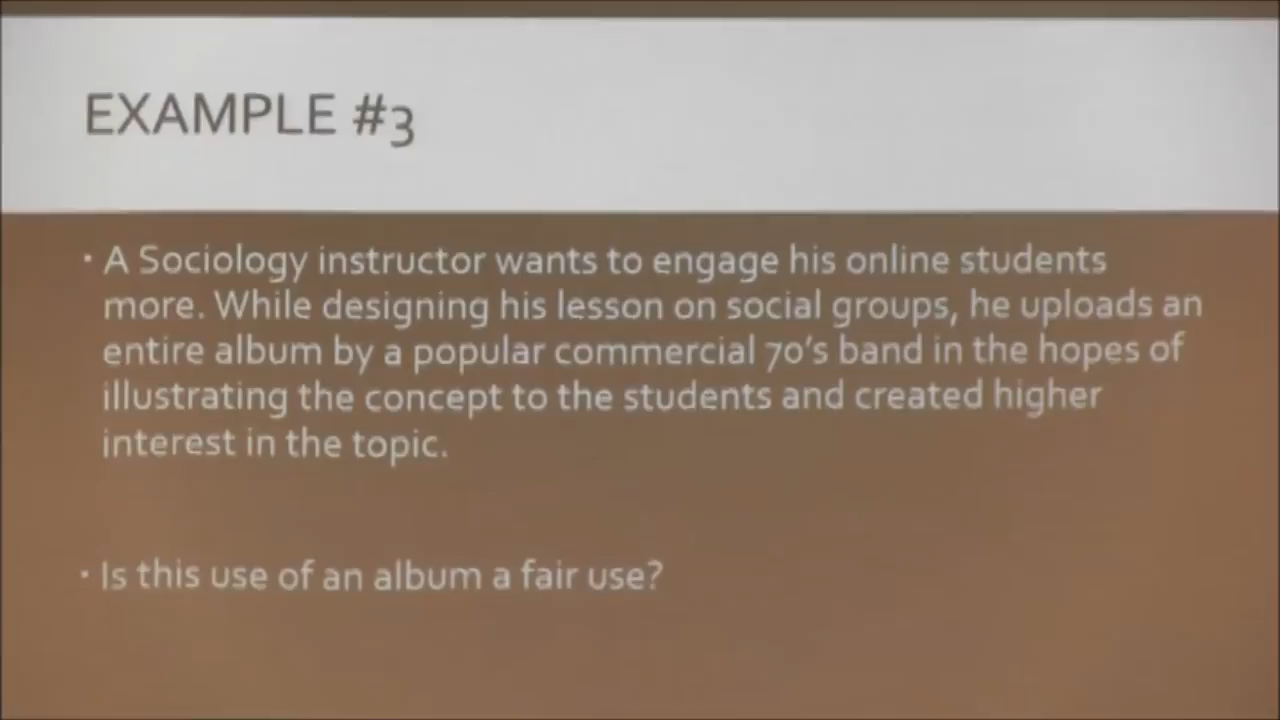 EXAMPLE #3
· A Sociology instructor wants to engage his online students
more. While designing his lesson on social groups, he uploads an
entire album by a popular commercial 70's band in the hopes of
illustrating the concept to the students and created higher
interest in the topic.
· Is this use of an album a fair use?